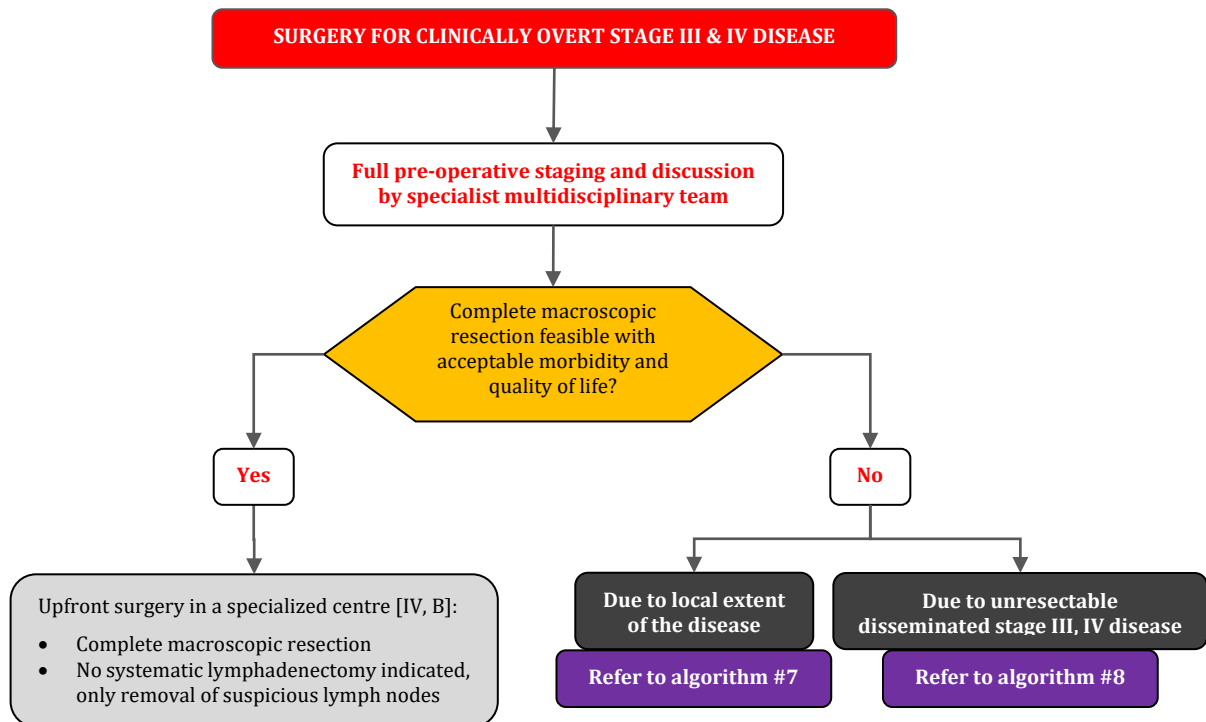 SURGERY FOR CLINICALLY OVERT STAGE III & IV DISEASE
Full pre-operative staging and discussion
by specialist multidisciplinary team
Complete macroscopic
resection feasible with
acceptable morbidity and
quality of life?
Yes
No
Upfront surgery in a specialized centre [IV, B]:
• Complete macroscopic resection
• No systematic lymphadenectomy indicated,
only removal of suspicious lymph nodes
Due to local extent
of the disease
Refer to algorithm #7
Due to unresectable
disseminated stage III, IV disease
Refer to algorithm #8